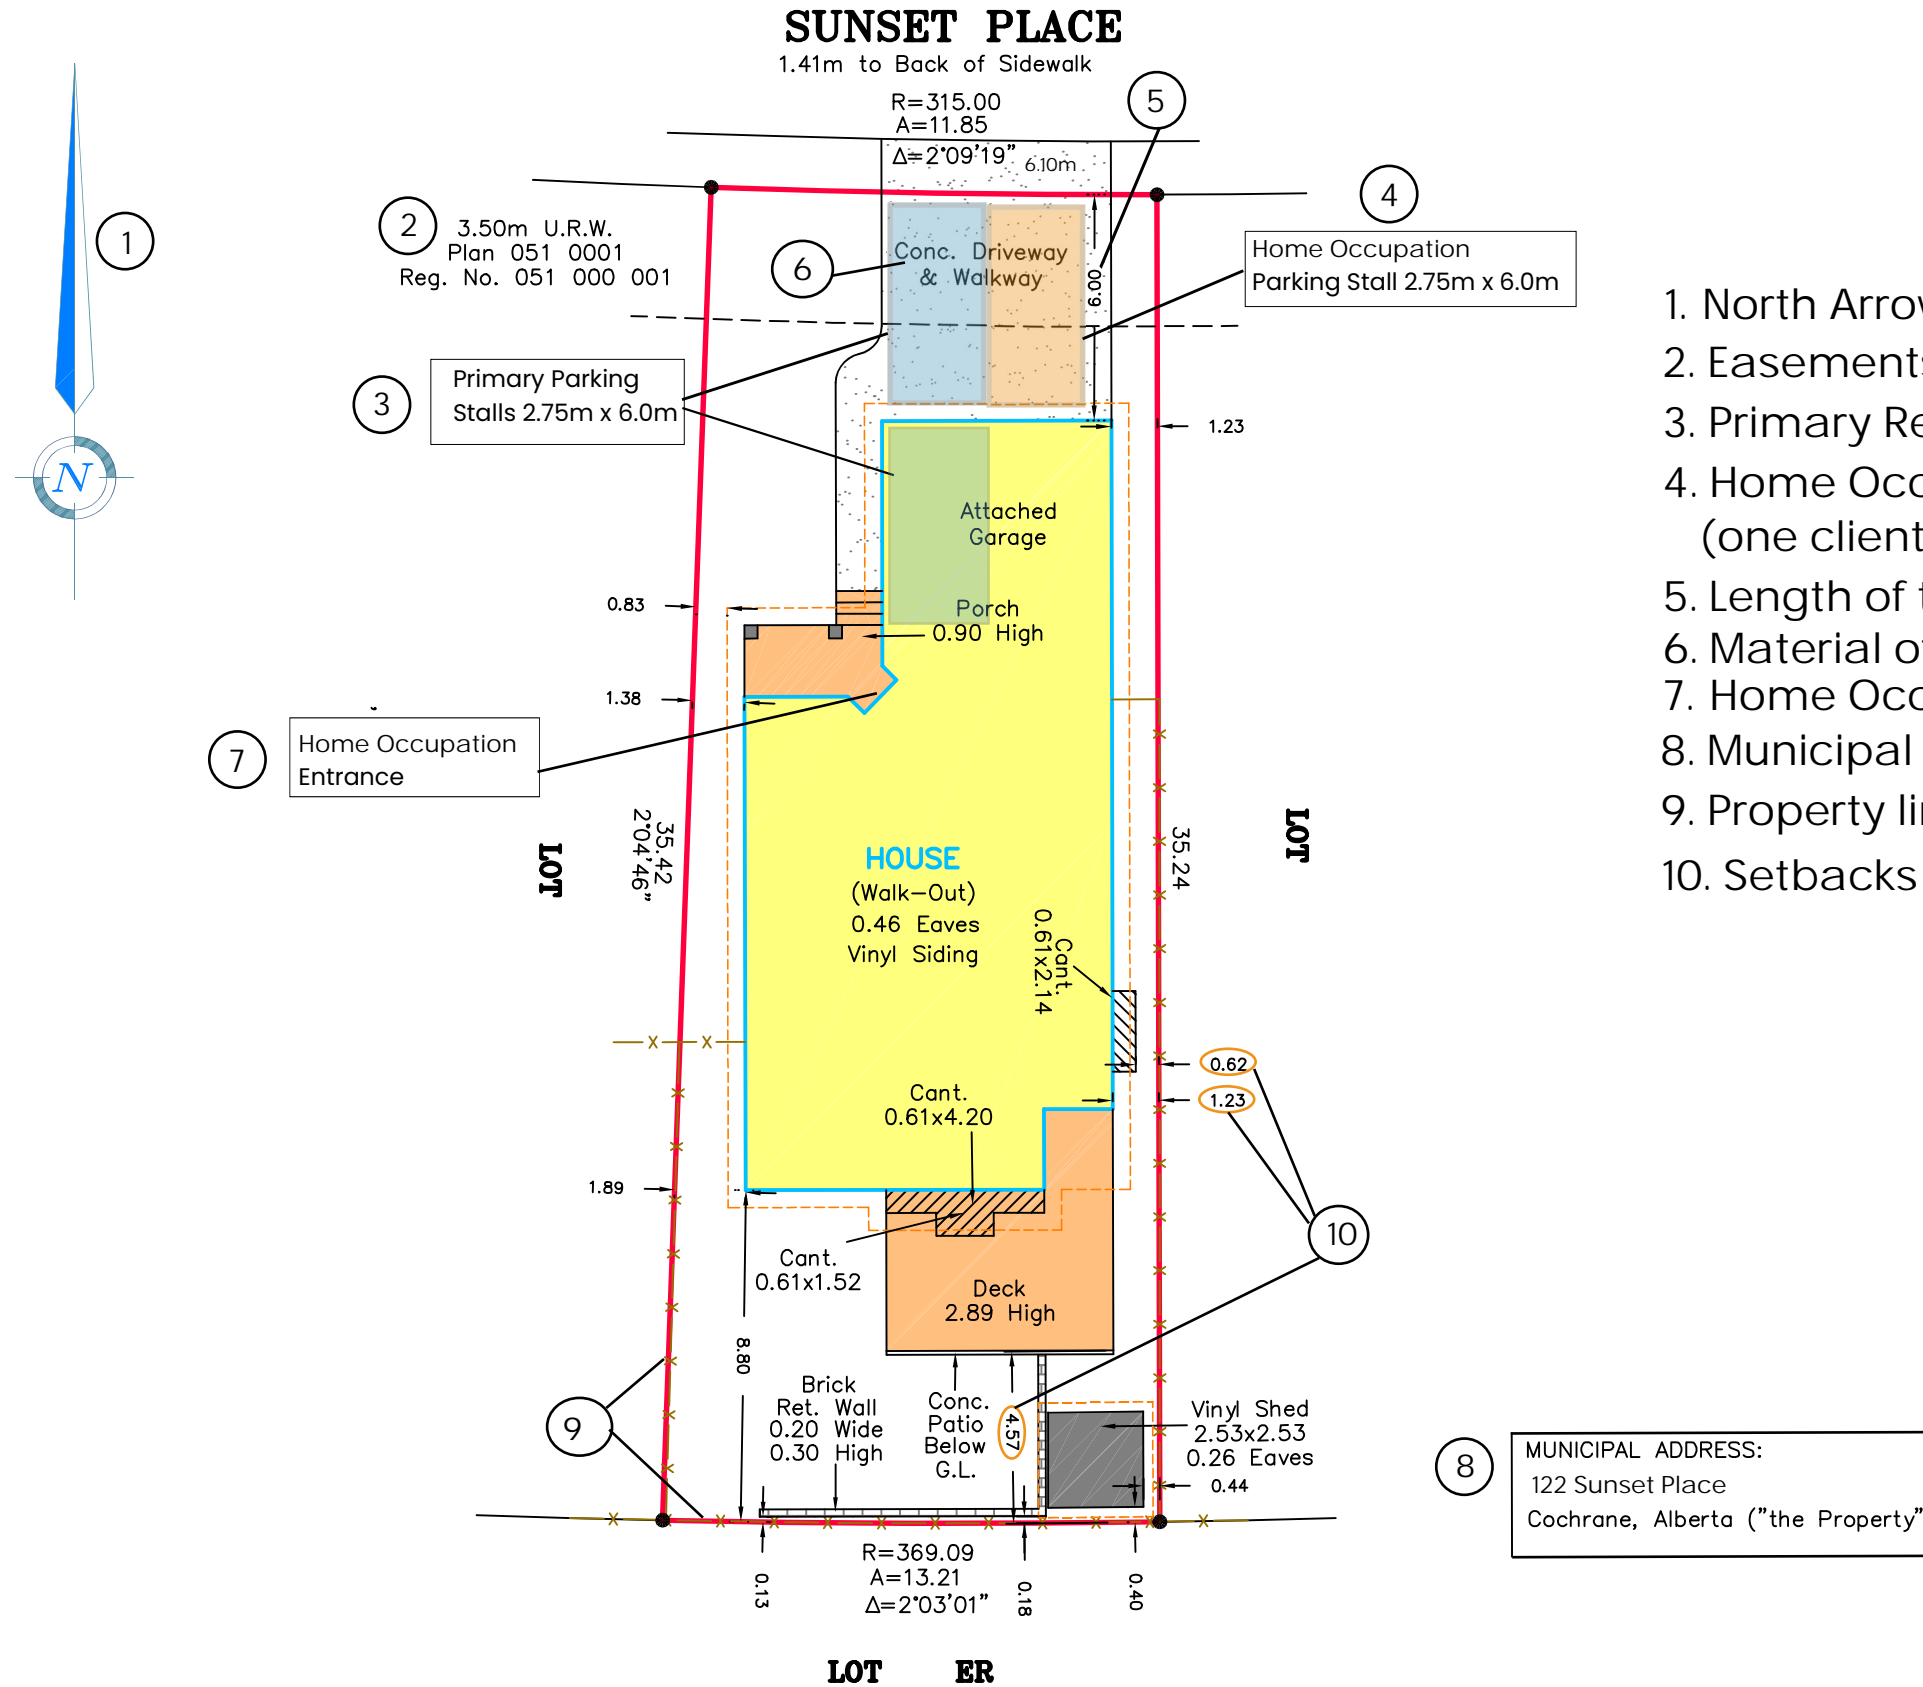 SUNSET PLACE
1.41m to Back of Sidewalk
R=315.00
A=11.85
Δ=2°09'19"
6.10m
5
4
Home Occupation
Parking Stall 2.75m x 6.0m
1
2
3.50m U.R.W.
Plan 051 0001
Reg. No. 051 000 001
6
Conc. Driveway
& Walkway
6.00
3
Primary Parking
Stalls 2.75m x 6.0m
N
1.23
Attached
Garage
0.83
Porch
0.90 High
1.38
7
Home Occupation
Entrance
LOT
35.42
2°04'46"
HOUSE
(Walk-Out)
0.46 Eaves
Vinyl Siding
35.24
LOT
Cant.
0.61x2.14
0.62
1.23
Cant.
0.61x4.20
1.89
10
Cant.
0.61x1.52
Deck
2.89 High
8.80
9
Brick
Ret. Wall
0.20 Wide
0.30 High
Conc.
Patio
Below
G.L.
4.57
Vinyl Shed
2.53x2.53
0.26 Eaves
0.44
R=369.09
A=13.21
Δ=2°03'01"
0.13
0.18
0.40
LOT ER
1. North Arrow
2. Easements
3. Primary Re
4. Home Occ
(one client
5. Length of
6. Material of
7. Home Occ
8. Municipal
9. Property lin
10. Setbacks
8
MUNICIPAL ADDRESS:
122 Sunset Place
Cochrane, Alberta ("the Property"